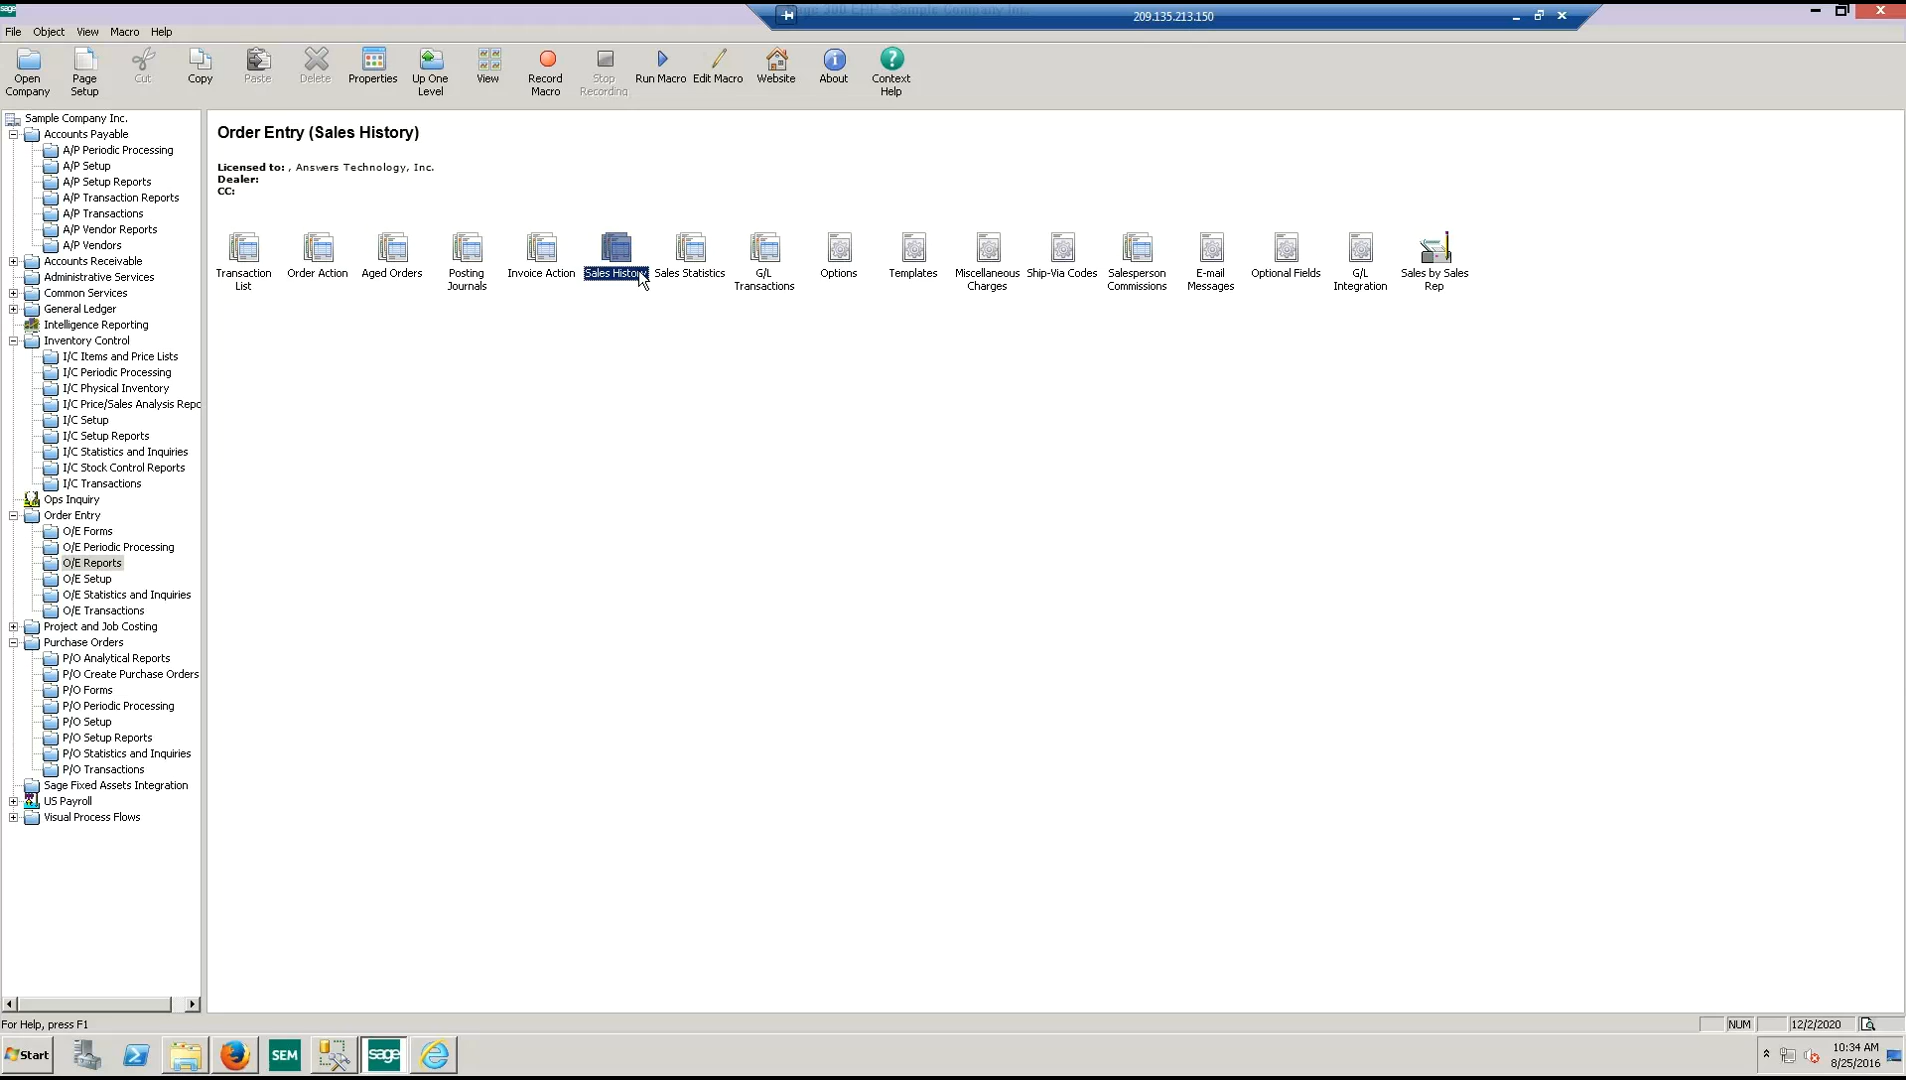 sage
Sage 300 ERP - Sample Company Inc.
209.135.213.150
File Object View Macro Help
Open Company
Page Setup
Cut
Copy
Paste
Delete
Properties
Up One Level
View
Record Macro
Stop Recording
Run Macro
Edit Macro
Website
About
Context Help
Sample Company Inc.
Accounts Payable
A/P Periodic Processing
A/P Setup
A/P Setup Reports
A/P Transaction Reports
A/P Transactions
A/P Vendor Reports
A/P Vendors
Accounts Receivable
Administrative Services
Common Services
General Ledger
Intelligence Reporting
Inventory Control
I/C Items and Price Lists
I/C Periodic Processing
I/C Physical Inventory
I/C Price/Sales Analysis Repo
I/C Setup
I/C Setup Reports
I/C Statistics and Inquiries
I/C Stock Control Reports
I/C Transactions
Ops Inquiry
Order Entry
O/E Forms
O/E Periodic Processing
O/E Reports
O/E Setup
O/E Statistics and Inquiries
O/E Transactions
Project and Job Costing
Purchase Orders
P/O Analytical Reports
P/O Create Purchase Orders
P/O Forms
P/O Periodic Processing
P/O Setup
P/O Setup Reports
P/O Statistics and Inquiries
P/O Transactions
Sage Fixed Assets Integration
US Payroll
Visual Process Flows
Order Entry (Sales History)
Licensed to: , Answers Technology, Inc.
Dealer:
CC:
Transaction List
Order Action
Aged Orders
Posting Journals
Invoice Action
Sales History
Sales Statistics
G/L Transactions
Options
Templates
Miscellaneous Charges
Ship-Via Codes
Salesperson Commissions
E-mail Messages
Optional Fields
G/L Integration
Sales by Sales Rep
For Help, press F1
NUM
12/2/2020
Start
SEM
sage
10:34 AM
8/25/2016